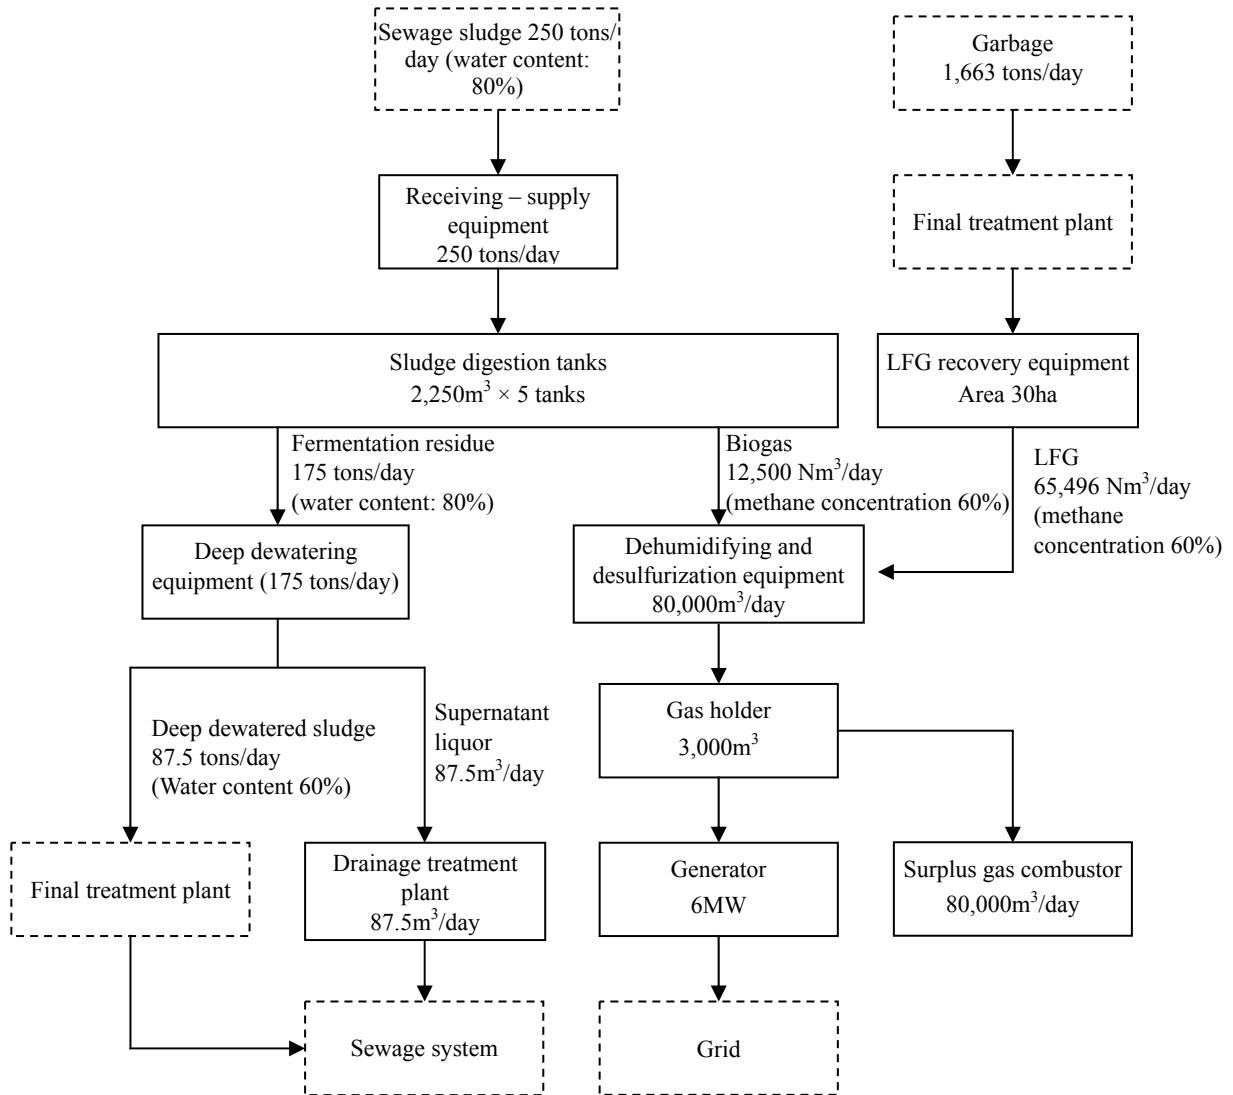 Sewage sludge 250 tons/
day (water content:
80%)
Garbage
1,663 tons/day
Receiving – supply
equipment
250 tons/day
Final treatment plant
Sludge digestion tanks
2,250m³ × 5 tanks
LFG recovery equipment
Area 30ha
Fermentation residue
175 tons/day
(water content: 80%)
Biogas
12,500 Nm³/day
(methane concentration 60%)
LFG
65,496 Nm³/day
(methane
concentration 60%)
Deep dewatering
equipment (175 tons/day)
Dehumidifying and
desulfurization equipment
80,000m³/day
Deep dewatered sludge
87.5 tons/day
(Water content 60%)
Supernatant
liquor
87.5m³/day
Gas holder
3,000m³
Final treatment plant
Drainage treatment
plant
87.5m³/day
Generator
6MW
Surplus gas combustor
80,000m³/day
Sewage system
Grid